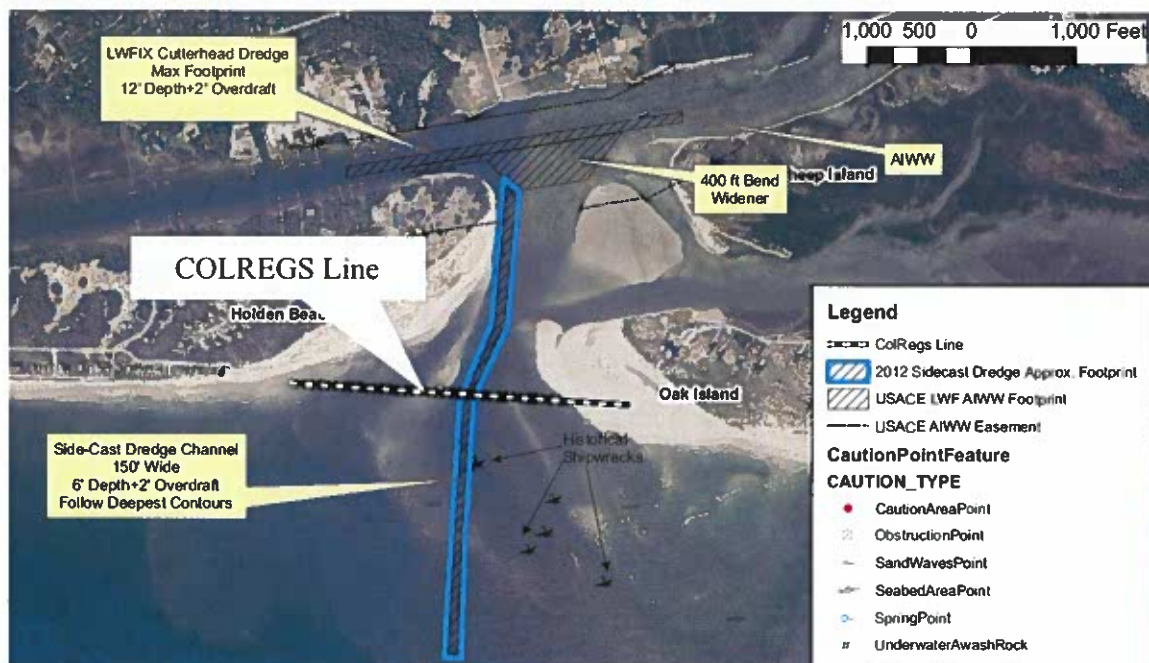 1,000 500 0 1,000 Feet
LWFIX Cutterhead Dredge
Max Footprint
12' Depth+2' Overdraft
AIWW
400 ft Bend
Widener
heep Island
COLREGS Line
Holden Bea
Oak Island
Side-Cast Dredge Channel
150' Wide
6' Depth+2' Overdraft
Follow Deepest Contours
Historical
Shipwrecks
Legend
ColRegs Line
2012 Sidecast Dredge Approx. Footprint
USACE LWF AIWW Footprint
USACE AIWW Easement
CautionPointFeature
CAUTION_TYPE
CautionAreaPoint
ObstructionPoint
SandWavesPoint
SeabedAreaPoint
SpringPoint
UnderwaterAwashRock